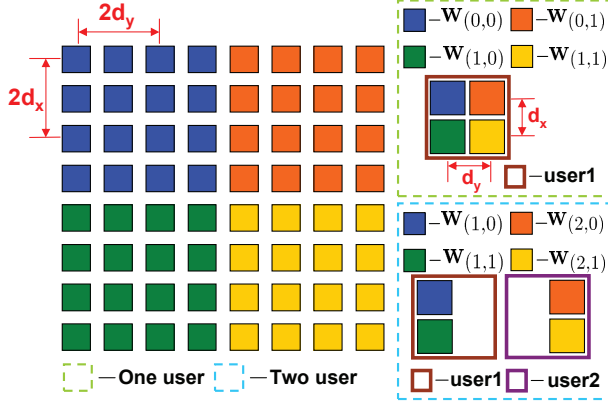 2d_y
2d_x
–W_(0,0) –W_(0,1)
–W_(1,0) –W_(1,1)
d_x
d_y
–user1
–W_(1,0) –W_(2,0)
–W_(1,1) –W_(2,1)
–user1 –user2
–One user –Two user